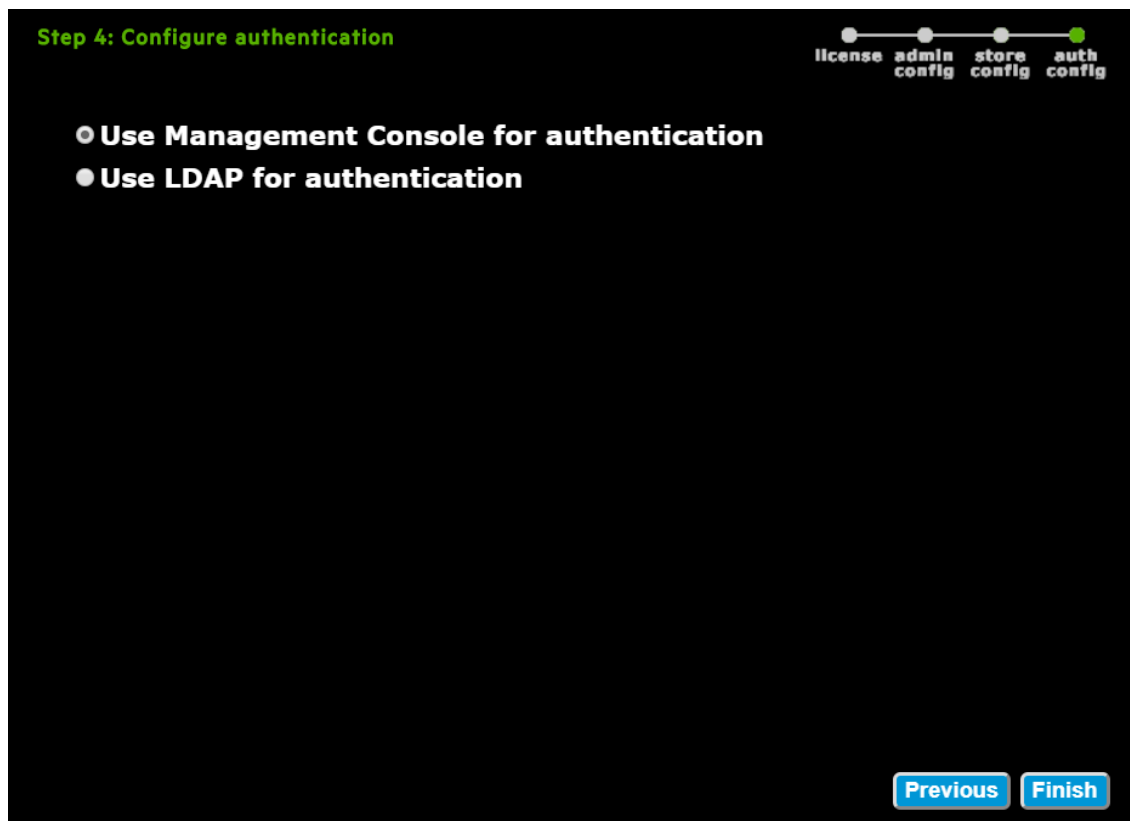 Step 4: Configure authentication
license admin config store config auth config
Use Management Console for authentication
Use LDAP for authentication
Previous Finish